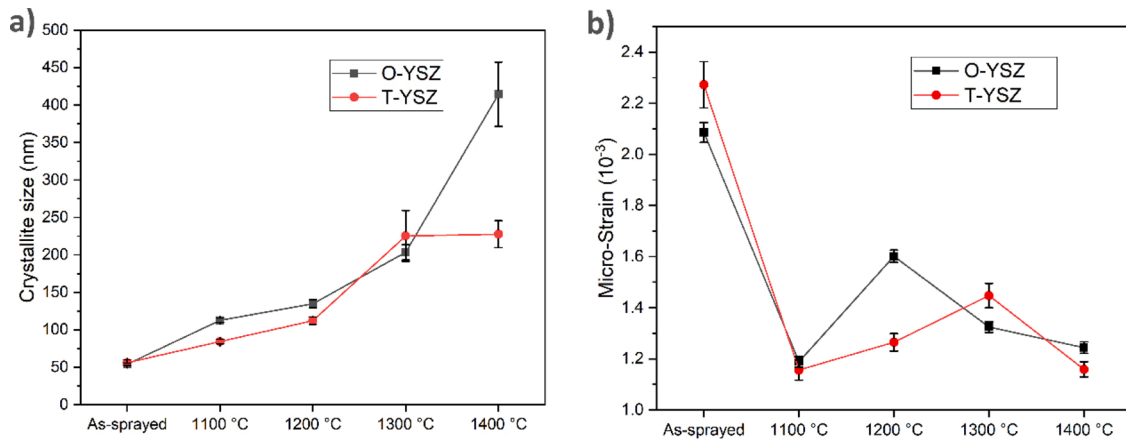 a)
500
450
400
350
300
250
200
150
100
50
0
Crystallite size (nm)
O-YSZ
T-YSZ
As-sprayed 1100 °C 1200 °C 1300 °C 1400 °C
b)
2.4
2.2
2.0
1.8
1.6
1.4
1.2
1.0
Micro-Strain (10⁻³)
O-YSZ
T-YSZ
As-sprayed 1100 °C 1200 °C 1300 °C 1400 °C